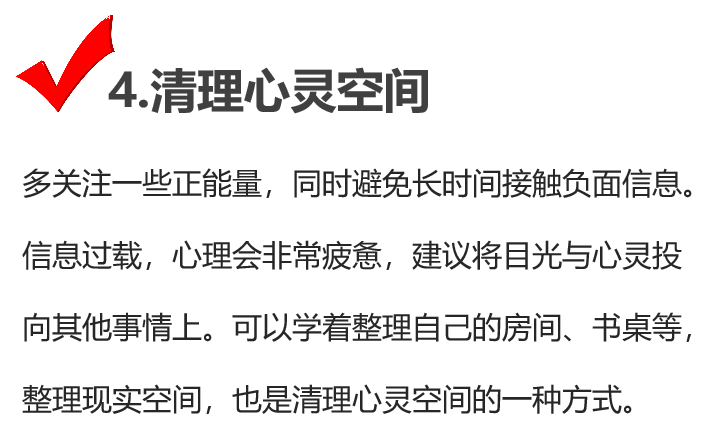 4.清理心灵空间
多关注一些正能量，同时避免长时间接触负面信息。
信息过载，心理会非常疲惫，建议将目光与心灵投
向其他事情上。可以学着整理自己的房间、书桌等，
整理现实空间，也是清理心灵空间的一种方式。